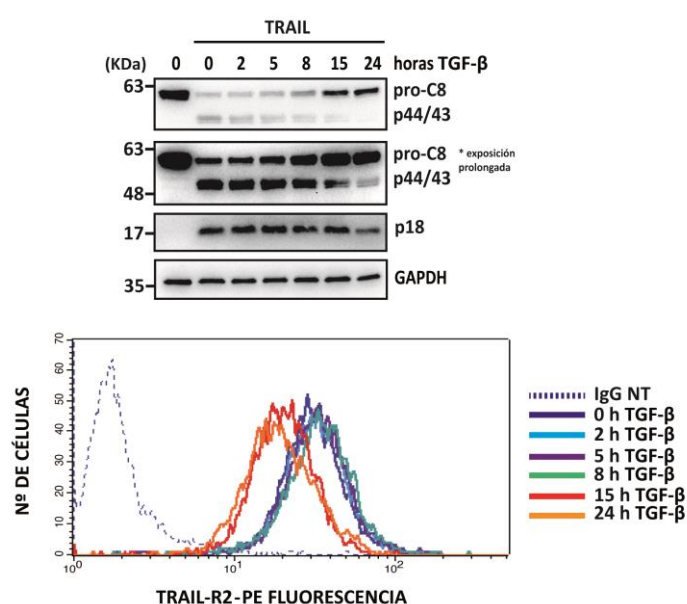 TRAIL
(KDa) 0 0 2 5 8 15 24 horas TGF-β
63 pro-C8
p44/43
63 pro-C8 * exposición
p44/43 prolongada
48
17 p18
35 GAPDH
70
60
50
40
30
20
10
0
Nº DE CÉLULAS
10⁰ 10¹ 10²
TRAIL-R2-PE FLUORESCENCIA
IgG NT
0 h TGF-β
2 h TGF-β
5 h TGF-β
8 h TGF-β
15 h TGF-β
24 h TGF-β